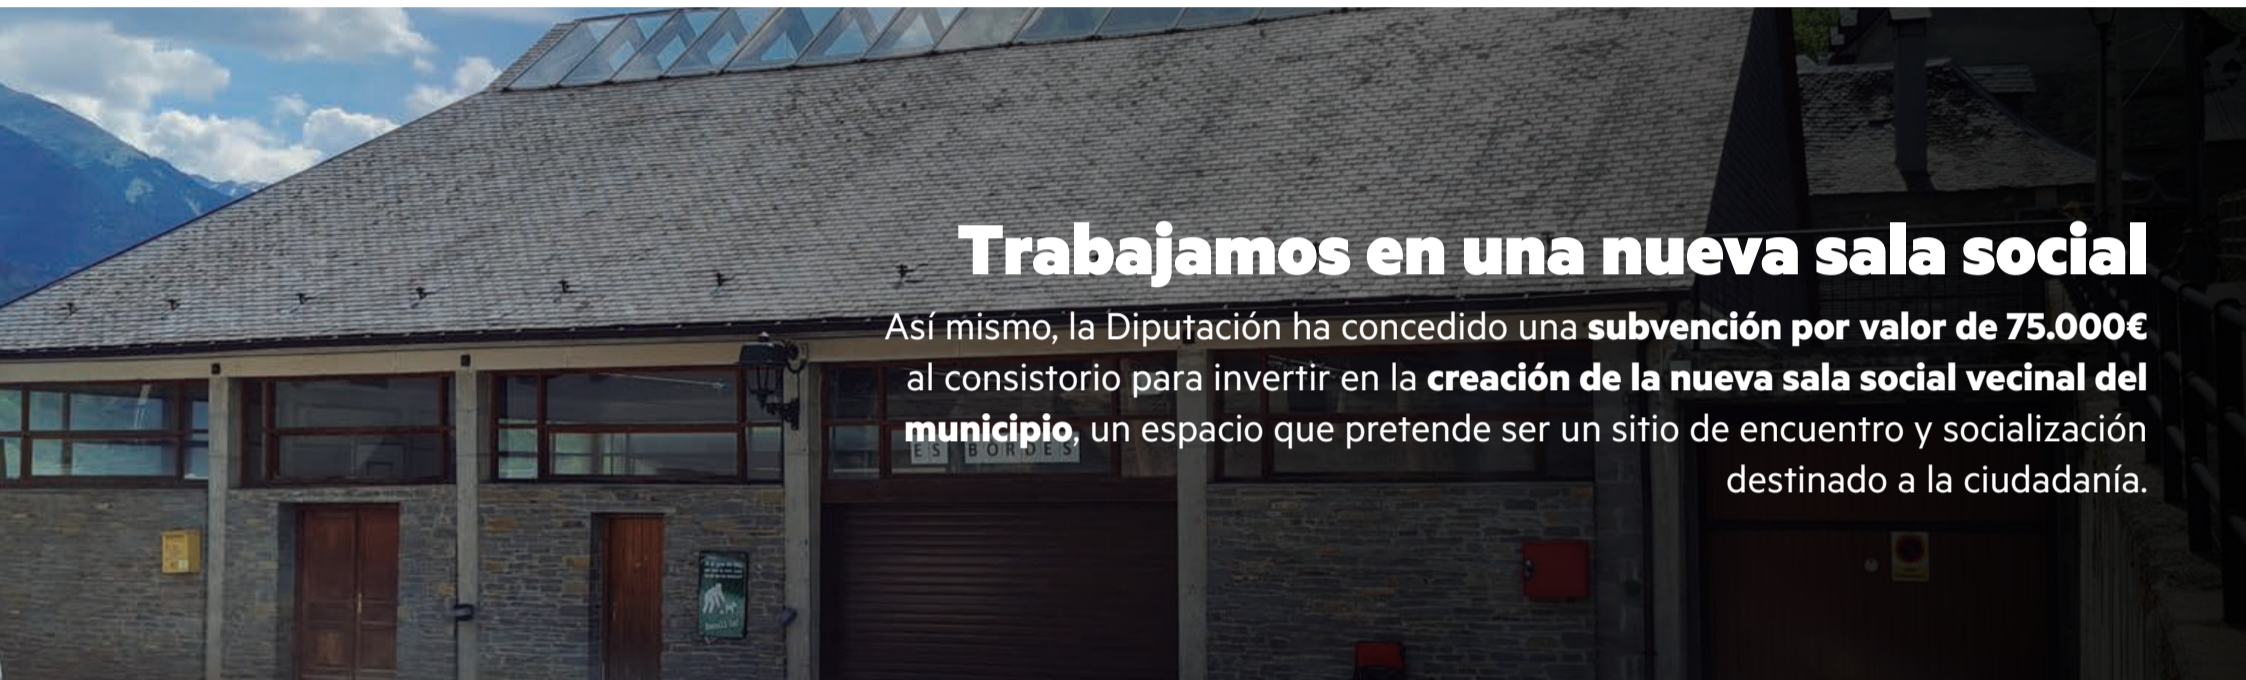 Trabajamos en una nueva sala social
Así mismo, la Diputación ha concedido una subvención por valor de 75.000€
al consistorio para invertir en la creación de la nueva sala social vecinal del
municipio, un espacio que pretende ser un sitio de encuentro y socialización
ES BORDES
destinado a la ciudadanía.